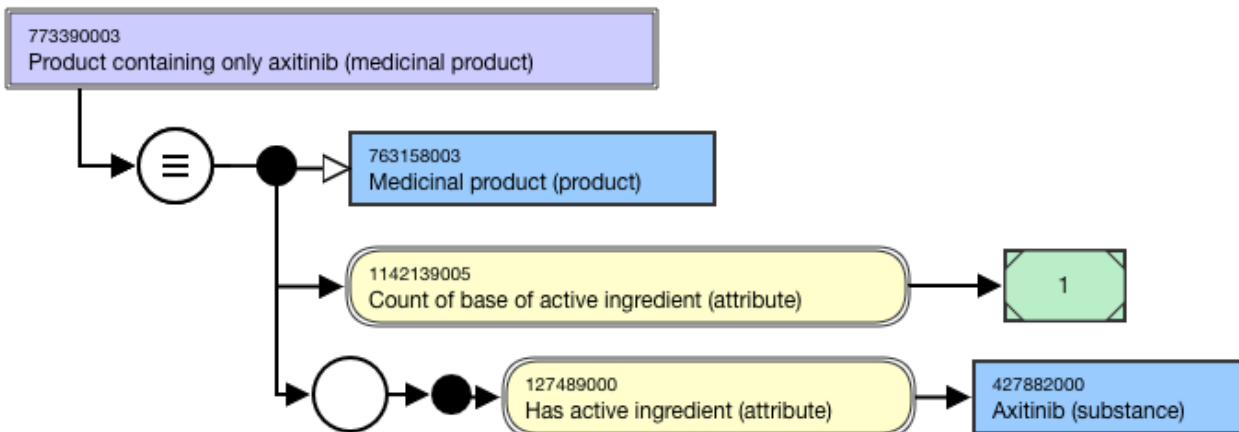 773390003
Product containing only axitinib (medicinal product)
763158003
Medicinal product (product)
1142139005
Count of base of active ingredient (attribute)
1
127489000
Has active ingredient (attribute)
427882000
Axitinib (substance)